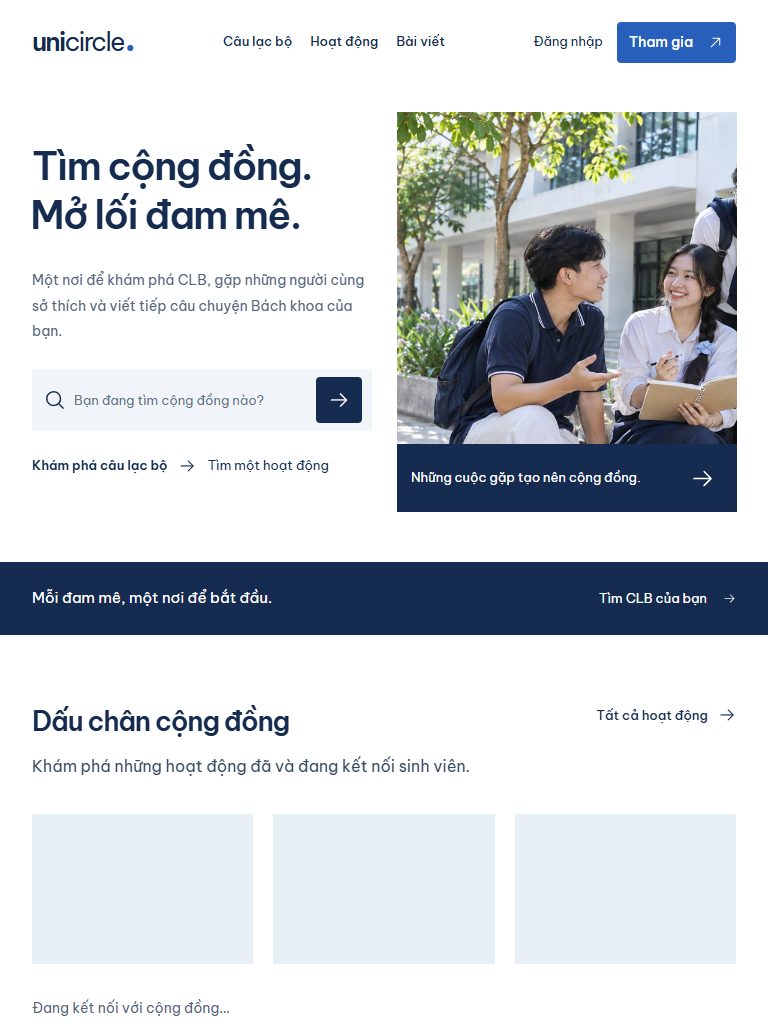 unicircle.
Câu lạc bộ
Hoạt động
Bài viết
Đăng nhập
Tham gia
Tìm cộng đồng.
Mở lối đam mê.
Một nơi để khám phá CLB, gặp những người cùng
sở thích và viết tiếp câu chuyện Bách khoa của
bạn.
Bạn đang tìm cộng đồng nào?
Khám phá câu lạc bộ
Tìm một hoạt động
Những cuộc gặp tạo nên cộng đồng.
Mỗi đam mê, một nơi để bắt đầu.
Tìm CLB của bạn
Dấu chân cộng đồng
Tất cả hoạt động
Khám phá những hoạt động đã và đang kết nối sinh viên.
Đang kết nối với cộng đồng...